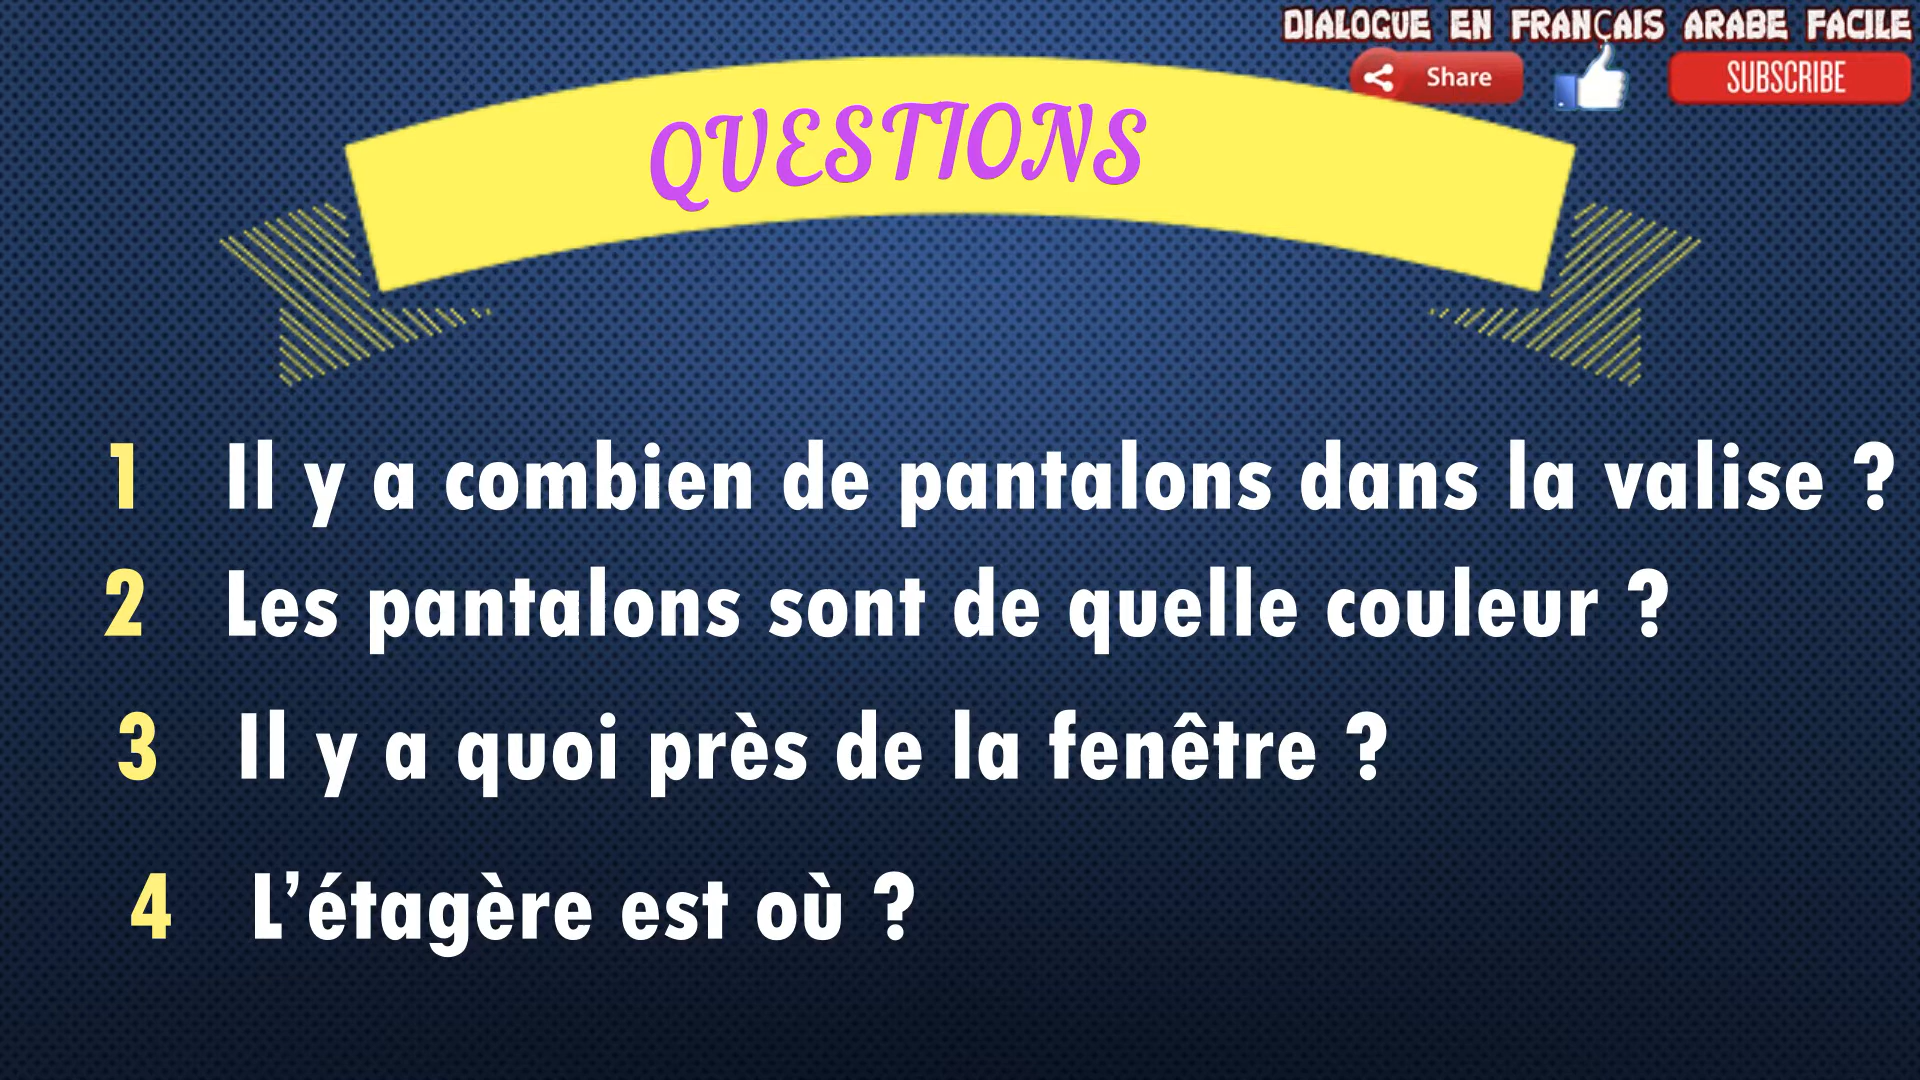 DIALOGUE EN FRANÇAIS ARABE FACILE
Share
SUBSCRIBE
QUESTIONS
1 Il y a combien de pantalons dans la valise ?
2 Les pantalons sont de quelle couleur ?
3 Il y a quoi près de la fenêtre ?
4 L’étagère est où ?